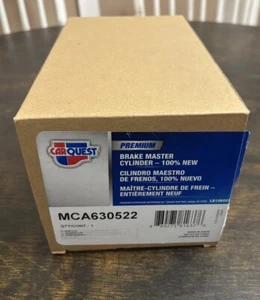 CARQUEST
PREMIUM
BRAKE MASTER
CYLINDER – 100% NEW
CILINDRO MAESTRO
DE FRENOS, 100% NUEVO
MAÎTRE-CYLINDRE DE FREIN –
ENTIÈREMENT NEUF
MCA630522